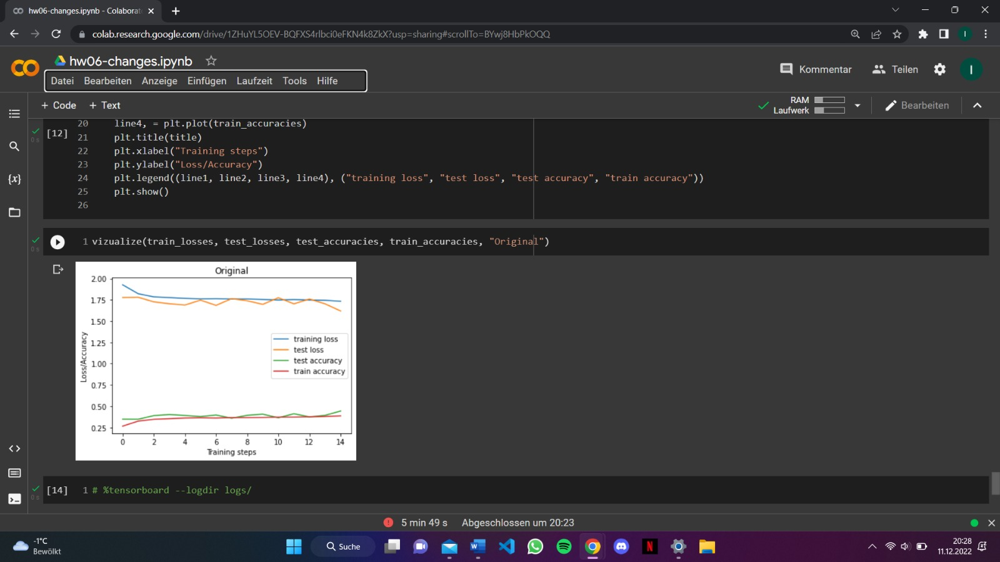 hw06-changes.ipynb - Colaborat
colab.research.google.com/drive/1ZHuYL5OEV-BQFXS4rlbci0eFKN4k8ZkX?usp=sharing#scrollTo=BYwj8HbPkOQQ
I
CO
hw06-changes.ipynb
Datei Bearbeiten Anzeige Einfügen Laufzeit Tools Hilfe
Kommentar
Teilen
I
+ Code + Text
RAM
Laufwerk
Bearbeiten
[12]
0 s
20 line4, = plt.plot(train_accuracies)
21 plt.title(title)
22 plt.xlabel("Training steps")
23 plt.ylabel("Loss/Accuracy")
24 plt.legend((line1, line2, line3, line4), ("training loss", "test loss", "test accuracy", "train accuracy"))
25 plt.show()
26
{x}
0 s
1 vizualize(train_losses, test_losses, test_accuracies, train_accuracies, "Original")
Original
2.00
1.75
1.50
1.25
1.00
0.75
0.50
0.25
Loss/Accuracy
training loss
test loss
test accuracy
train accuracy
0 2 4 6 8 10 12 14
Training steps
0 s
[14] 1 # %tensorboard --logdir logs/
5 min 49 s Abgeschlossen um 20:23
-1°C
Bewölkt
Suche
W
N
20:28
11.12.2022